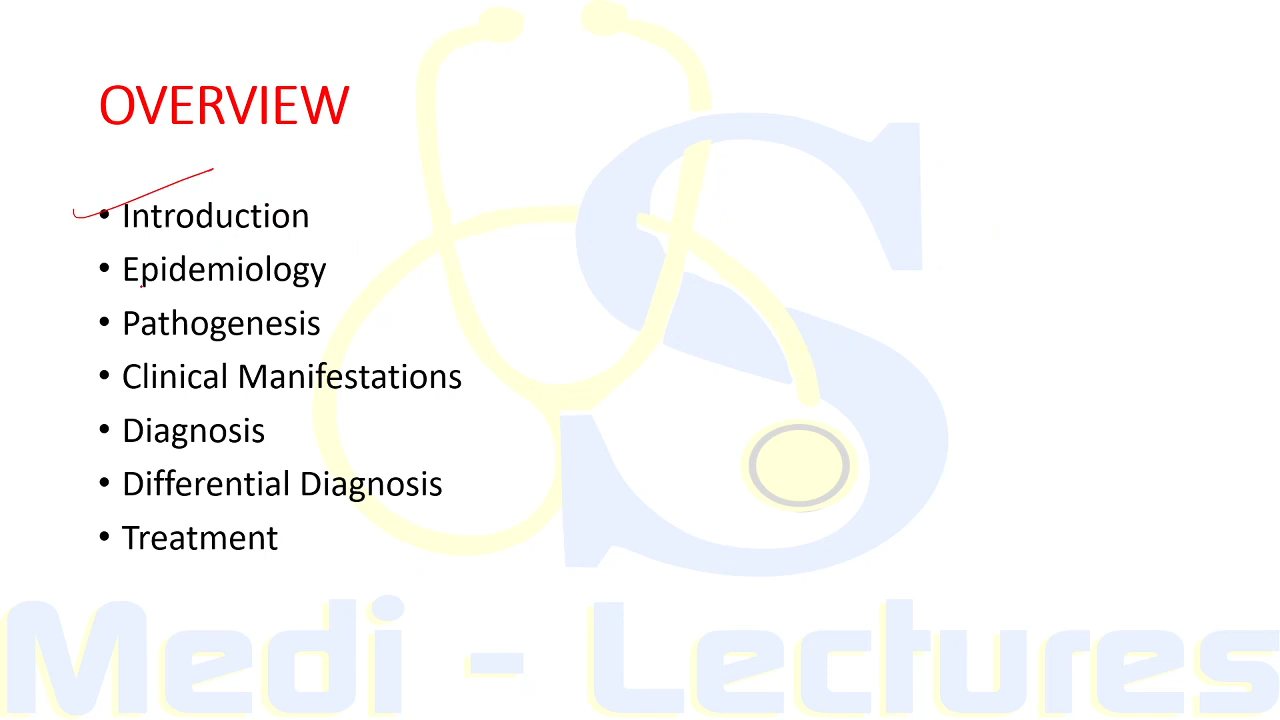 OVERVIEW
• Introduction
• Epidemiology
• Pathogenesis
• Clinical Manifestations
• Diagnosis
• Differential Diagnosis
• Treatment
S
Medi - Lectures